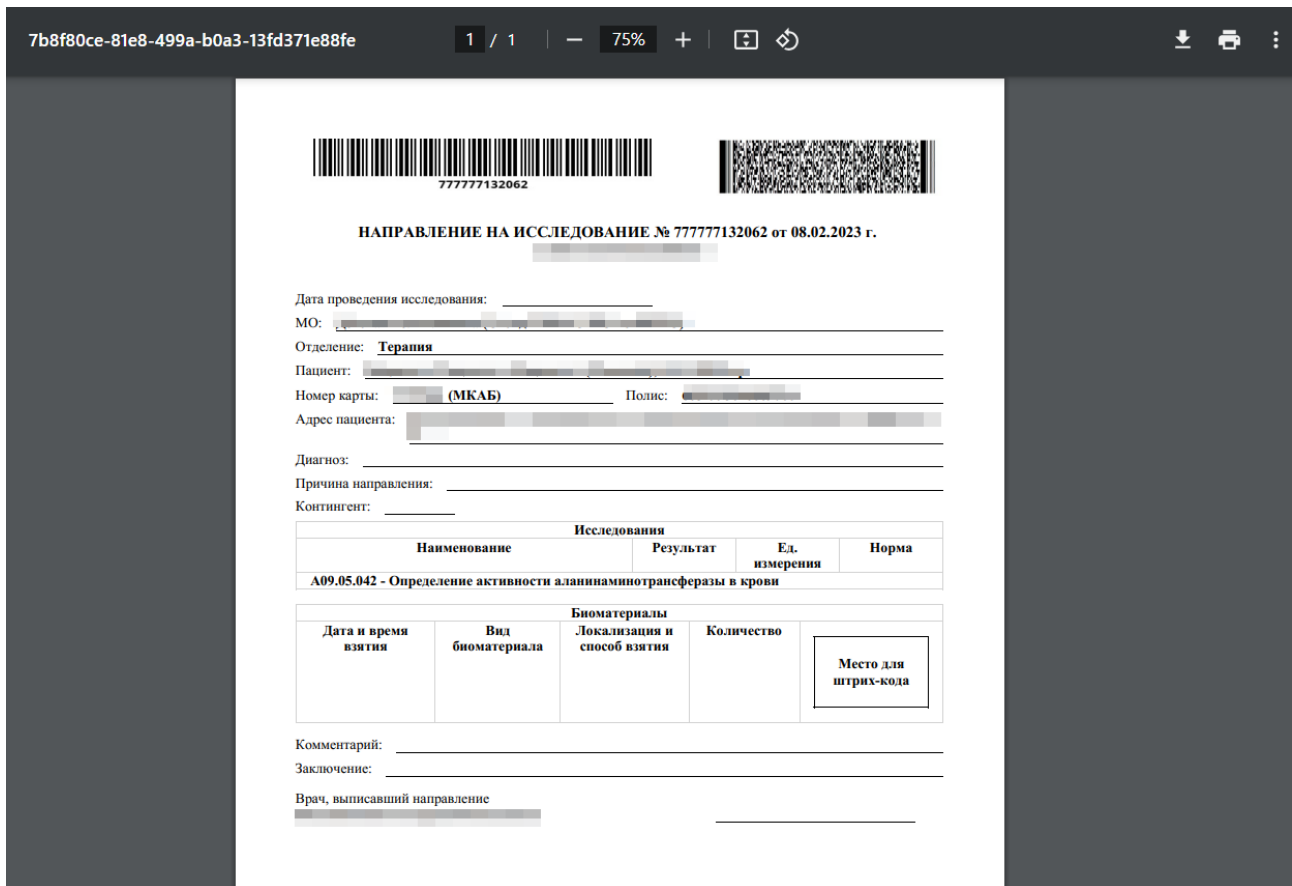 7b8f80ce-81e8-499a-b0a3-13fd371e88fe 1 / 1 75%
777777132062
НАПРАВЛЕНИЕ НА ИССЛЕДОВАНИЕ № 777777132062 от 08.02.2023 г.
Дата проведения исследования:
МО:
Отделение: Терапия
Пациент:
Номер карты: (МКАБ) Полис:
Адрес пациента:
Диагноз:
Причина направления:
Контингент:
Исследования
Наименование Результат Ед. измерения Норма
A09.05.042 - Определение активности аланинаминотрансферазы в крови
Биоматериалы
Дата и время взятия Вид биоматериала Локализация и способ взятия Количество
Место для
штрих-кода
Комментарий:
Заключение:
Врач, выписавший направление